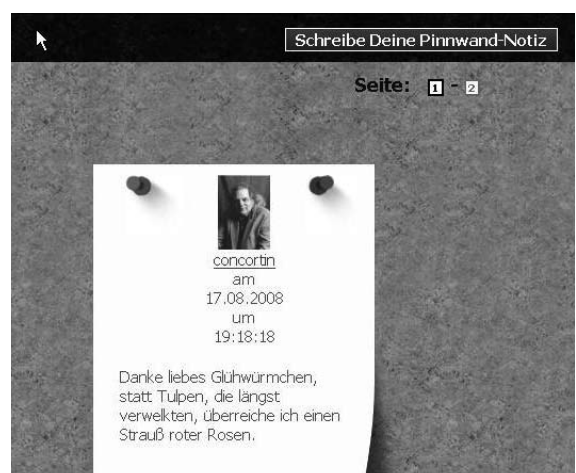 Schreibe Deine Pinnwand-Notiz
Seite: 1 - 2
concortin
am
17.08.2008
um
19:18:18
Danke liebes Glühwürmchen,
statt Tulpen, die längst
verwelkten, überreiche ich einen
Strauß roter Rosen.